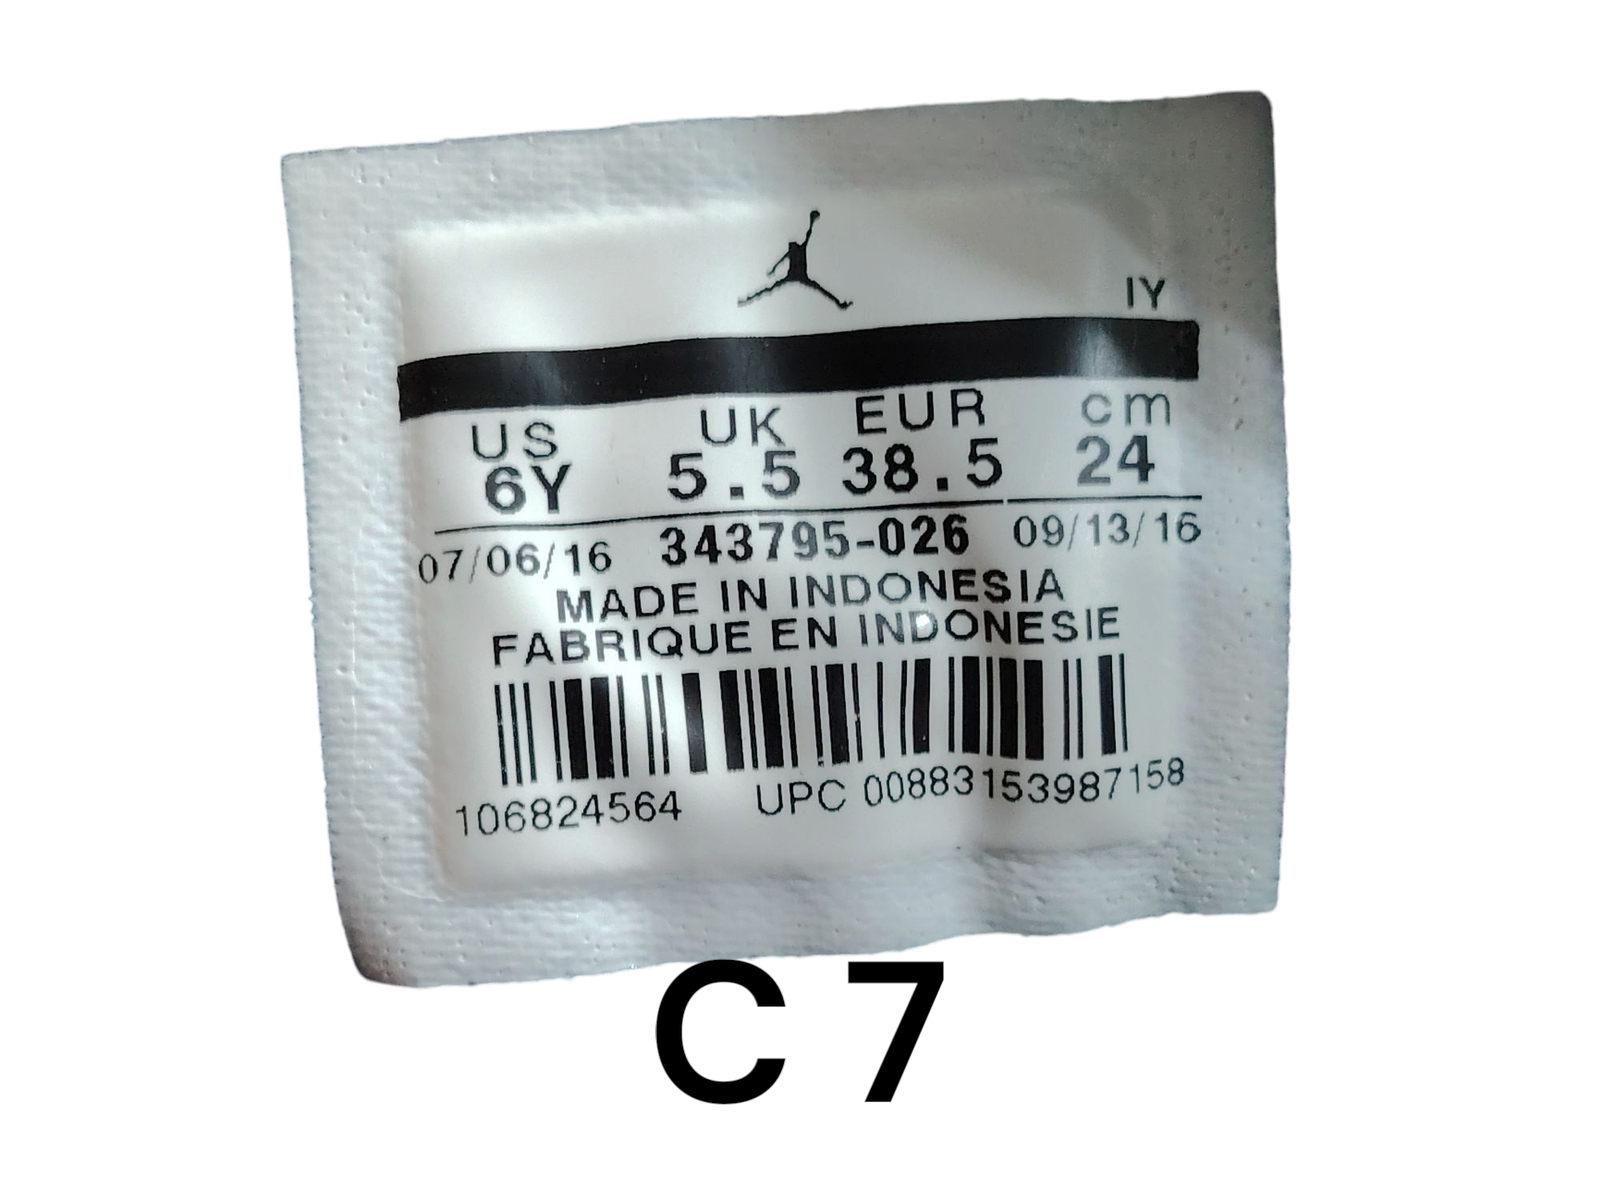 IY
US UK EUR cm
6Y 5.5 38.5 24
07/06/16 343795-026 09/13/16
MADE IN INDONESIA
FABRIQUE EN INDONESIE
106824564 UPC 00883153987158
C 7